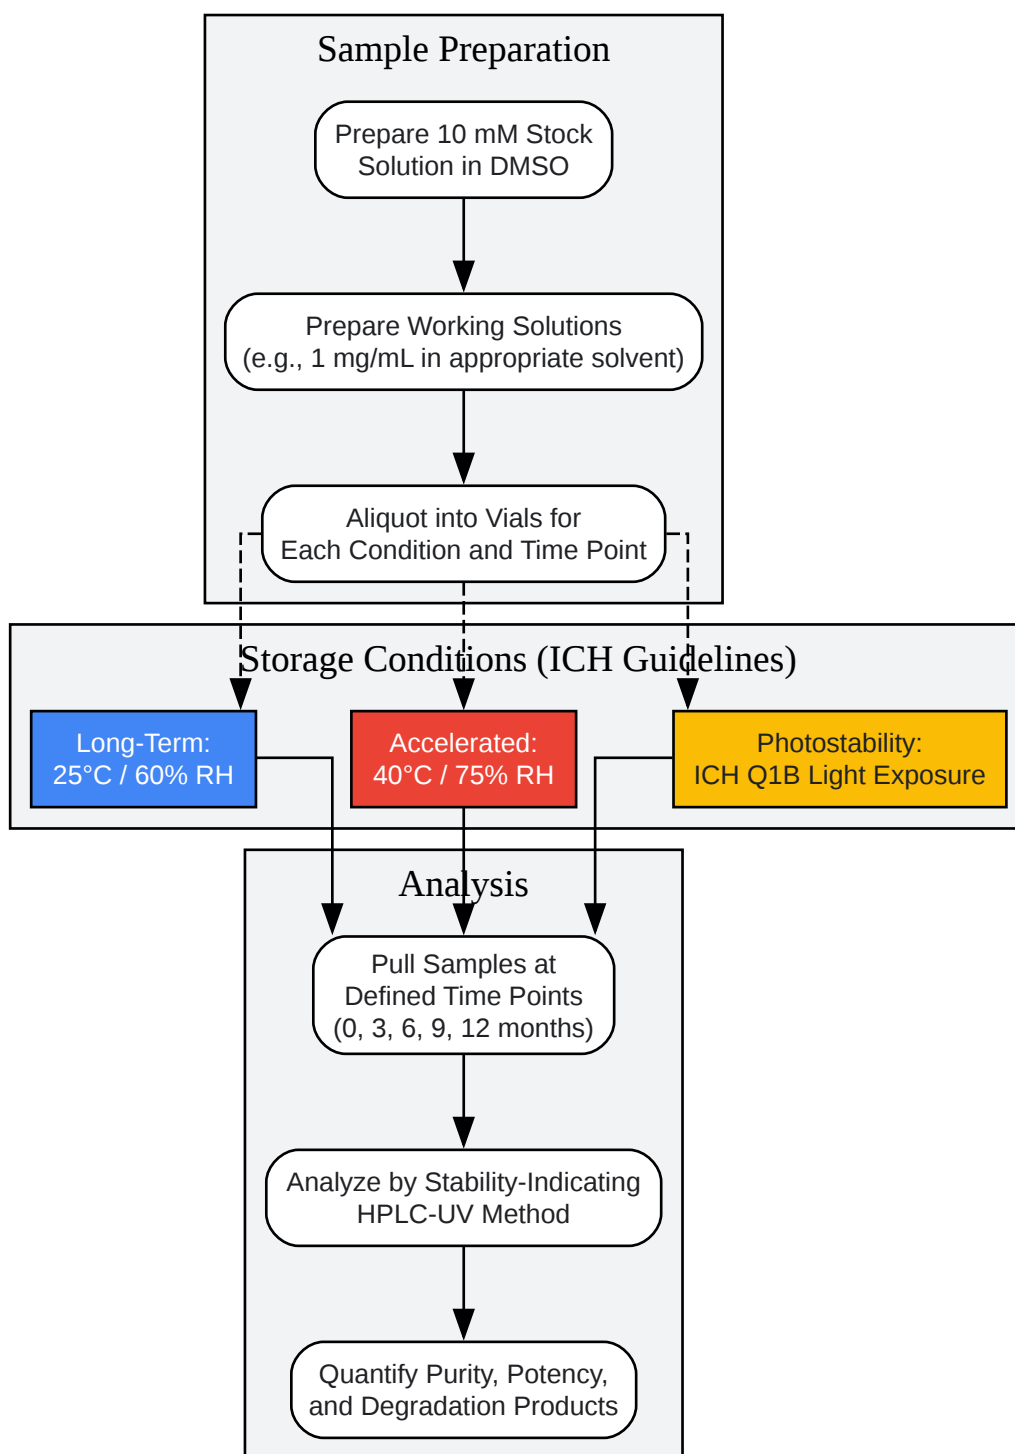 Sample Preparation
Prepare 10 mM Stock
Solution in DMSO
Prepare Working Solutions
(e.g., 1 mg/mL in appropriate solvent)
Aliquot into Vials for
Each Condition and Time Point
Storage Conditions (ICH Guidelines)
Long-Term:
25°C / 60% RH
Accelerated:
40°C / 75% RH
Photostability:
ICH Q1B Light Exposure
Analysis
Pull Samples at
Defined Time Points
(0, 3, 6, 9, 12 months)
Analyze by Stability-Indicating
HPLC-UV Method
Quantify Purity, Potency,
and Degradation Products